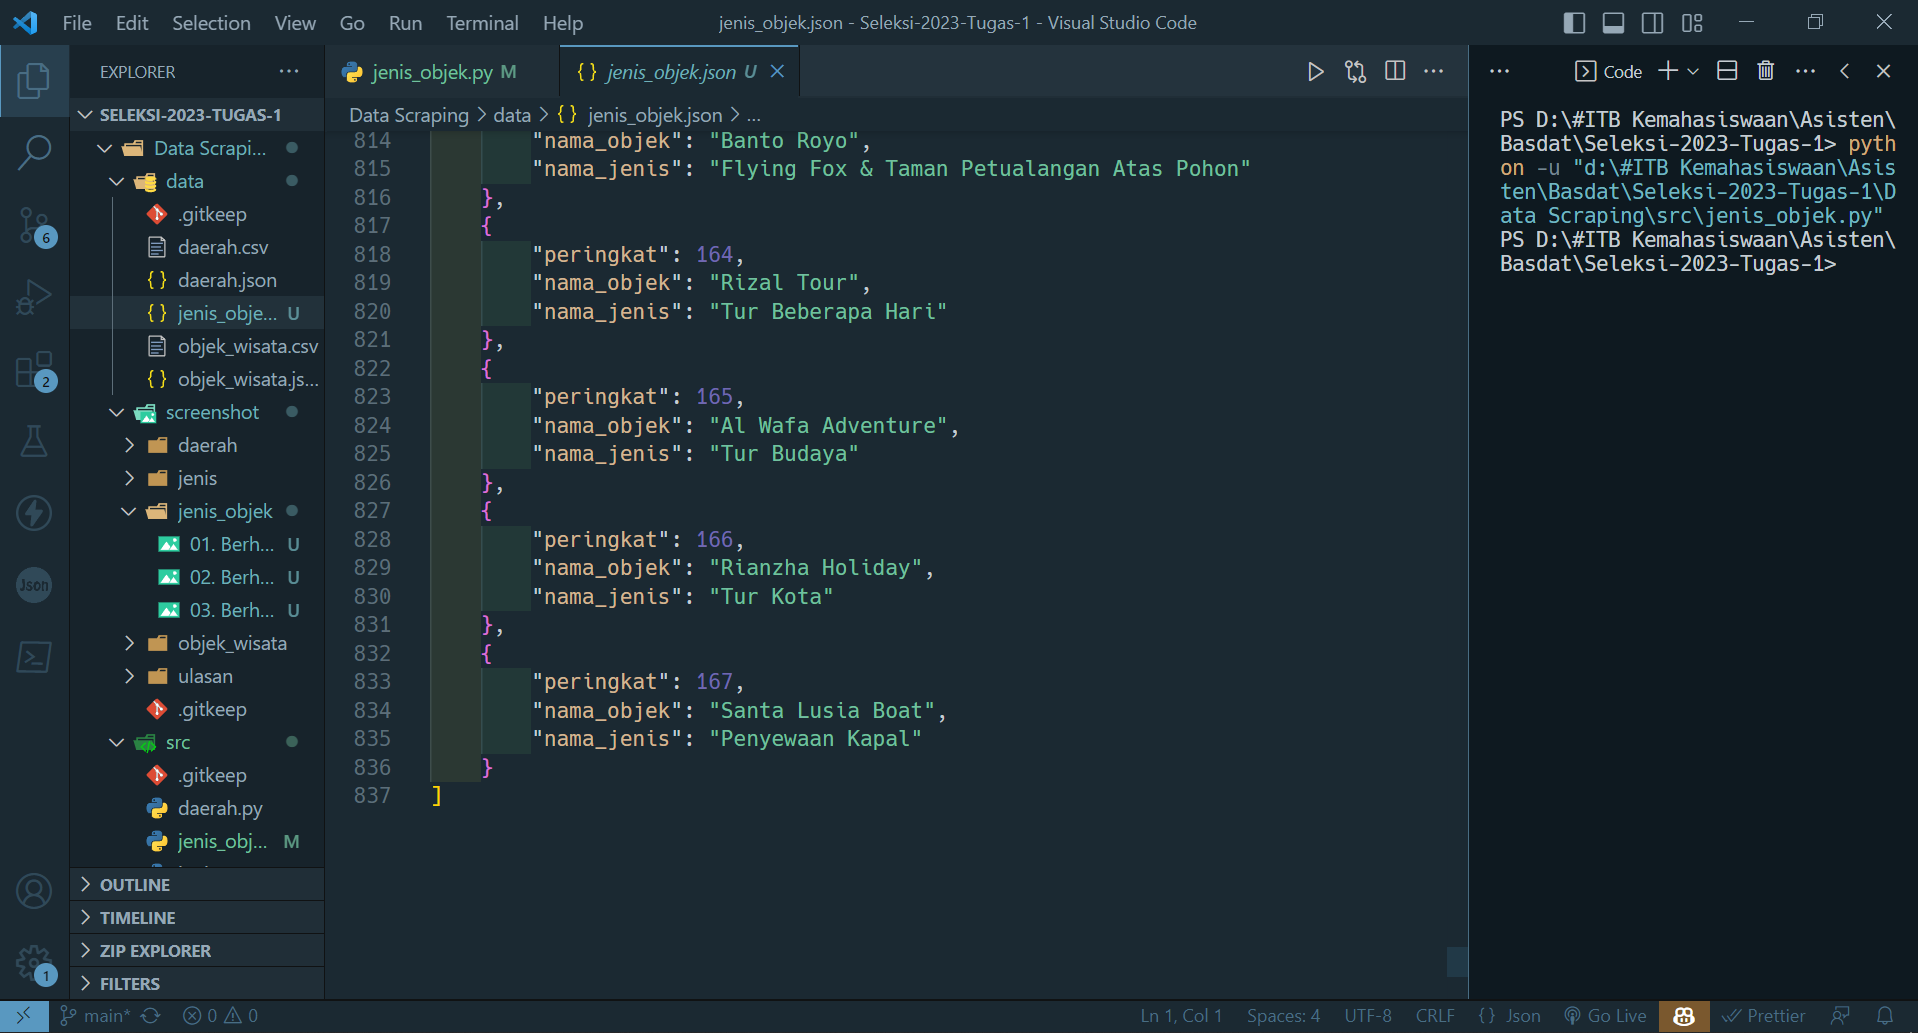 File Edit Selection View Go Run Terminal Help
jenis_objek.json - Seleksi-2023-Tugas-1 - Visual Studio Code
EXPLORER
SELEKSI-2023-TUGAS-1
Data Scrapi...
data
.gitkeep
daerah.csv
daerah.json
jenis_obje... U
objek_wisata.csv
objek_wisata.js...
screenshot
daerah
jenis
jenis_objek
01. Berh... U
02. Berh... U
03. Berh... U
objek_wisata
ulasan
.gitkeep
src
.gitkeep
daerah.py
jenis_obj... M
OUTLINE
TIMELINE
ZIP EXPLORER
FILTERS
6
2
Json
1
jenis_objek.py M
{} jenis_objek.json U
Data Scraping > data > {} jenis_objek.json > ...
814 "nama_objek": "Banto Royo",
815 "nama_jenis": "Flying Fox & Taman Petualangan Atas Pohon"
816 },
817 {
818 "peringkat": 164,
819 "nama_objek": "Rizal Tour",
820 "nama_jenis": "Tur Beberapa Hari"
821 },
822 {
823 "peringkat": 165,
824 "nama_objek": "Al Wafa Adventure",
825 "nama_jenis": "Tur Budaya"
826 },
827 {
828 "peringkat": 166,
829 "nama_objek": "Rianzha Holiday",
830 "nama_jenis": "Tur Kota"
831 },
832 {
833 "peringkat": 167,
834 "nama_objek": "Santa Lusia Boat",
835 "nama_jenis": "Penyewaan Kapal"
836 }
837 ]
Code
PS D:\#ITB Kemahasiswaan\Asisten\
Basdat\Seleksi-2023-Tugas-1> pyth
on -u "d:\#ITB Kemahasiswaan\Asis
ten\Basdat\Seleksi-2023-Tugas-1\D
ata Scraping\src\jenis_objek.py"
PS D:\#ITB Kemahasiswaan\Asisten\
Basdat\Seleksi-2023-Tugas-1>
main* 0 0
Ln 1, Col 1 Spaces: 4 UTF-8 CRLF {} Json Go Live Prettier